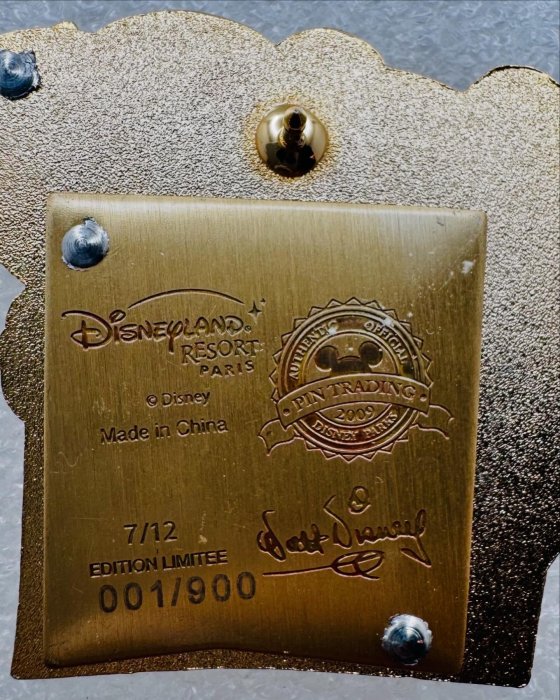 DISNEYLAND®
RESORT
PARIS
© Disney
Made in China
AUTHENTIC OFFICIAL
PIN TRADING
2009
DISNEY PARKS
7/12
EDITION LIMITEE
001/900
Walt Disney